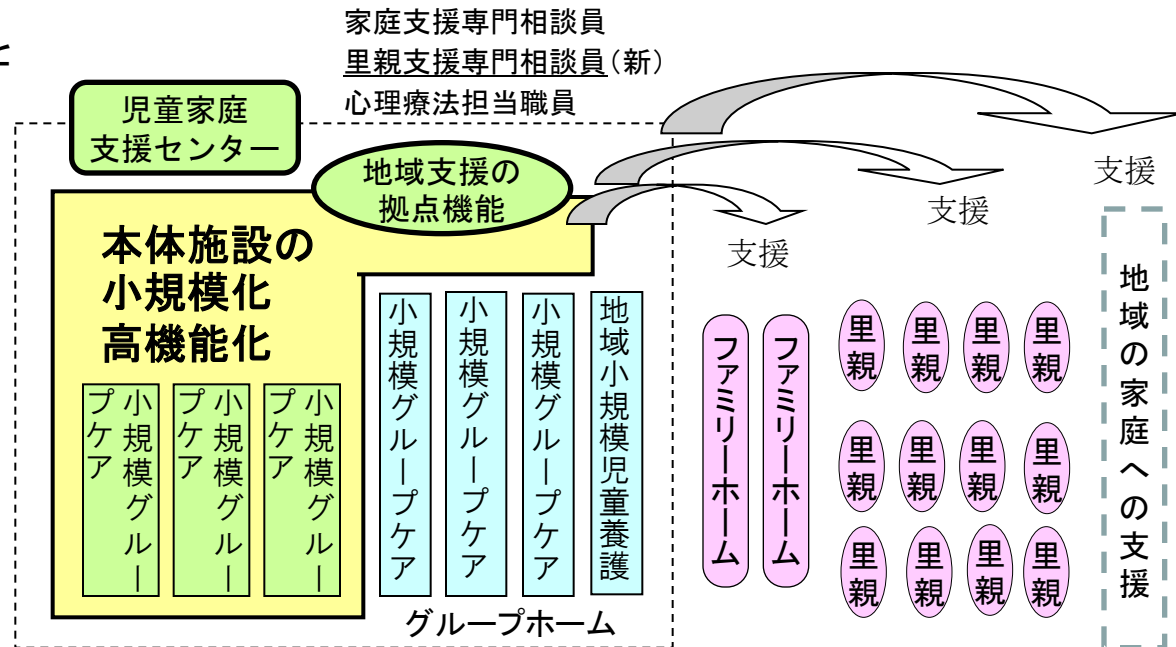 家庭支援専門相談員
里親支援専門相談員(新)
心理療法担当職員
児童家庭
支援センター
地域支援の
拠点機能
支援
支援
支援
本体施設の
小規模化
高機能化
小規模グルー
プケア
小規模グルー
プケア
小規模グルー
プケア
小規模グループケア
小規模グループケア
小規模グループケア
地域小規模児童養護
グループホーム
ファミリーホーム
ファミリーホーム
里親
里親
里親
里親
里親
里親
里親
里親
里親
里親
里親
里親
地域の家庭への支援